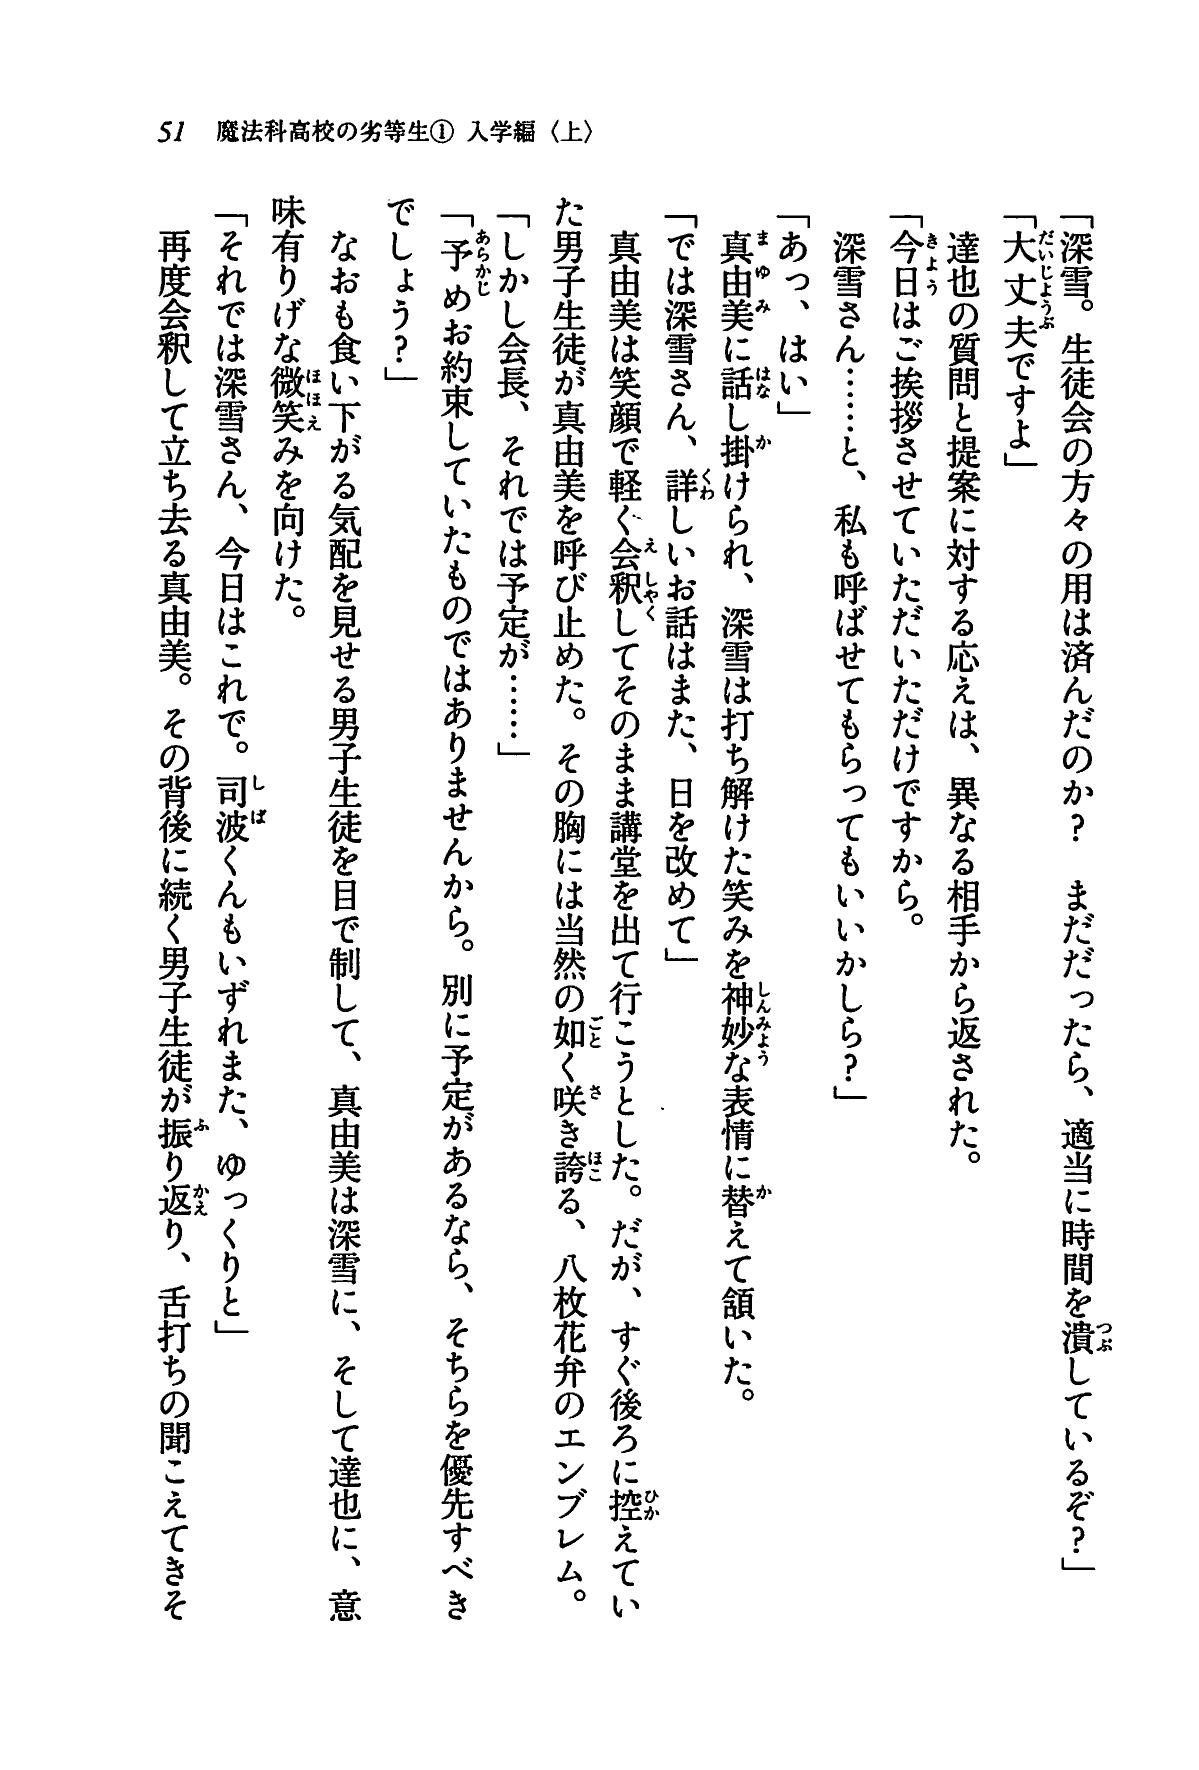 51 魔法科高校の劣等生① 入学編〈上〉
「深雪。生徒会の方々の用は済んだのか？　まだだったら、適当に時間を潰しているぞ？」
「大丈夫ですよ」
　達也の質問と提案に対する応えは、異なる相手から返された。
「今日はご挨拶させていただいただけですから。
　深雪さん……と、私も呼ばせてもらってもいいかしら？」
「あっ、はい」
　真由美に話し掛けられ、深雪は打ち解けた笑みを神妙な表情に替えて頷いた。
「では深雪さん、詳しいお話はまた、日を改めて」
　真由美は笑顔で軽く会釈してそのまま講堂を出て行こうとした。だが、すぐ後ろに控えてい
た男子生徒が真由美を呼び止めた。その胸には当然の如く咲き誇る、八枚花弁のエンブレム。
「しかし会長、それでは予定が……」
「予めお約束していたものではありませんから。別に予定があるなら、そちらを優先すべき
でしょう？」
　なおも食い下がる気配を見せる男子生徒を目で制して、真由美は深雪に、そして達也に、意
味有りげな微笑みを向けた。
「それでは深雪さん、今日はこれで。司波くんもいずれまた、ゆっくりと」
　再度会釈して立ち去る真由美。その背後に続く男子生徒が振り返り、舌打ちの聞こえてきそ